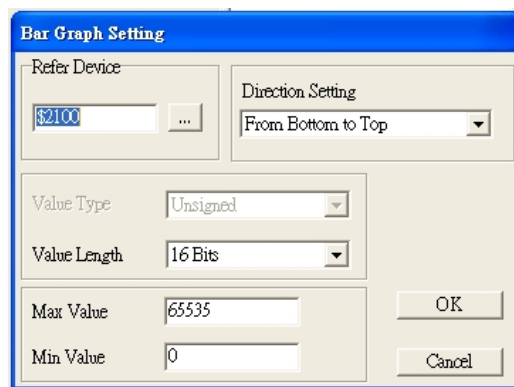 Bar Graph Setting
Refer Device
$2100
...
Direction Setting
From Bottom to Top
Value Type
Unsigned
Value Length
16 Bits
Max Value
65535
Min Value
0
OK
Cancel